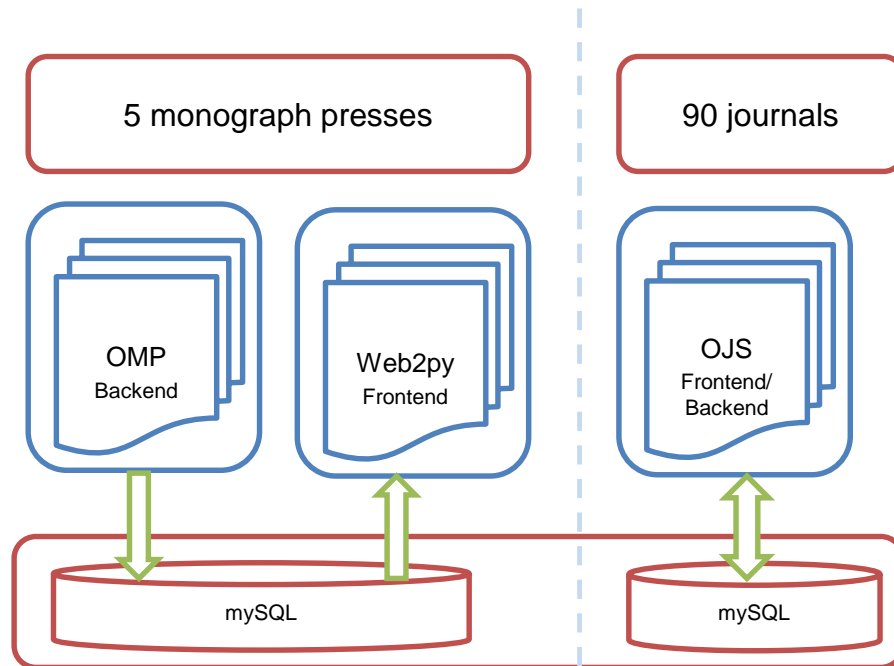 5 monograph presses
90 journals
OMP
Backend
Web2py
Frontend
OJS
Frontend/
Backend
mySQL
mySQL